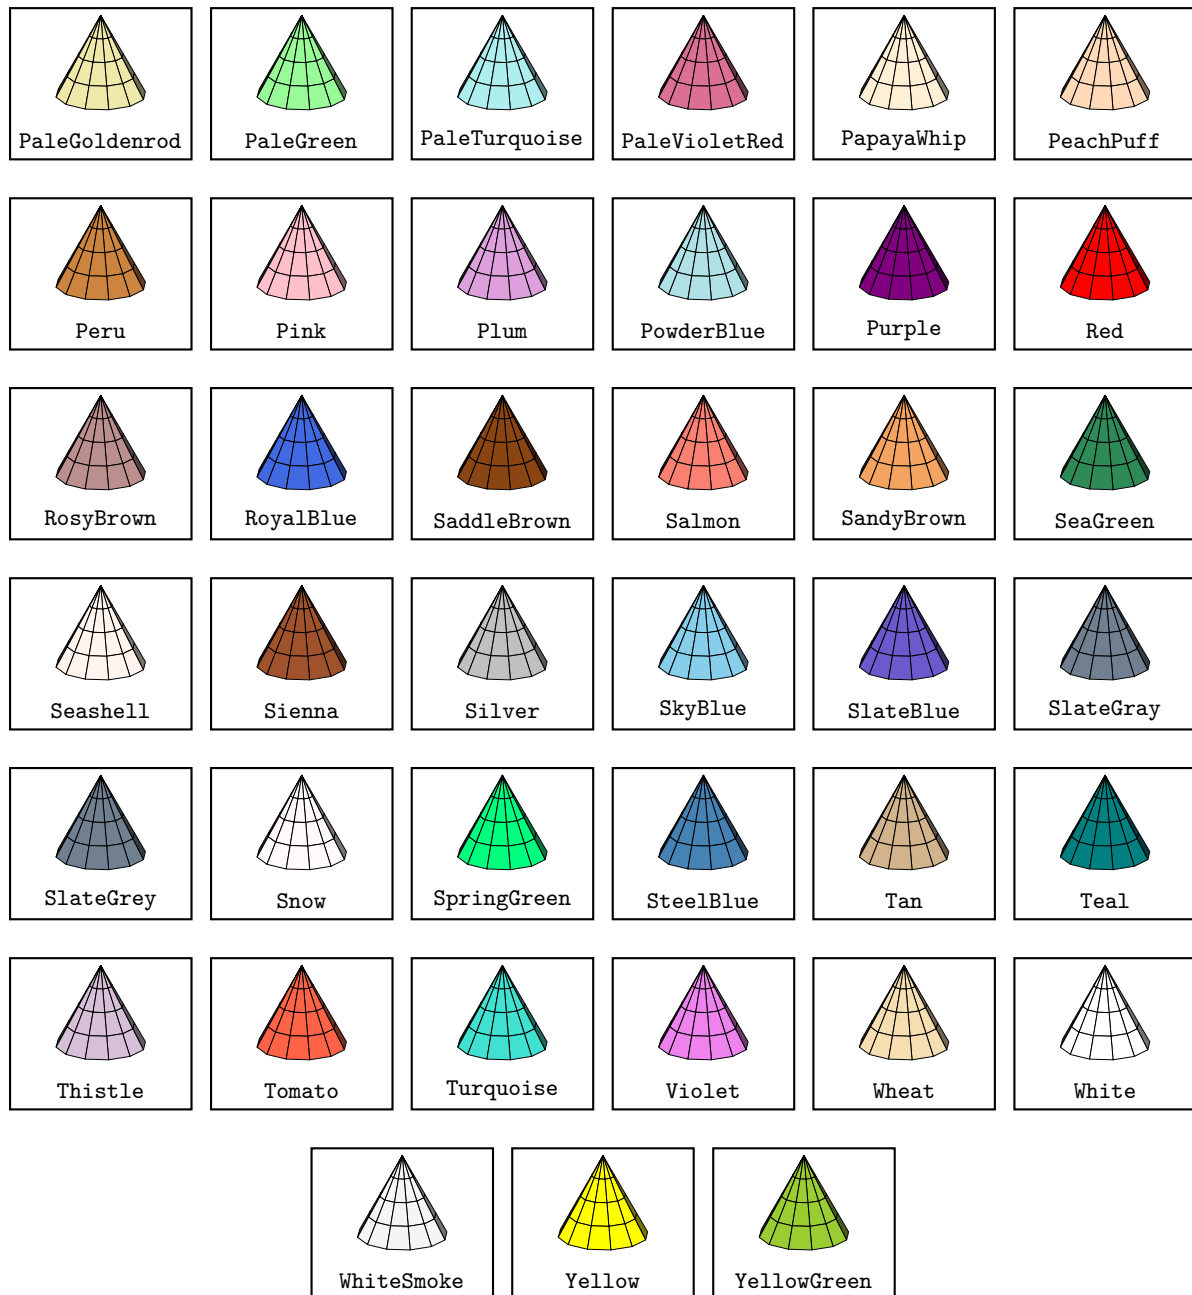 PaleGoldenrod PaleGreen PaleTurquoise PaleVioletRed PapayaWhip PeachPuff
Peru Pink Plum PowderBlue Purple Red
RosyBrown RoyalBlue SaddleBrown Salmon SandyBrown SeaGreen
Seashell Sienna Silver SkyBlue SlateBlue SlateGray
SlateGrey Snow SpringGreen SteelBlue Tan Teal
Thistle Tomato Turquoise Violet Wheat White
WhiteSmoke Yellow YellowGreen